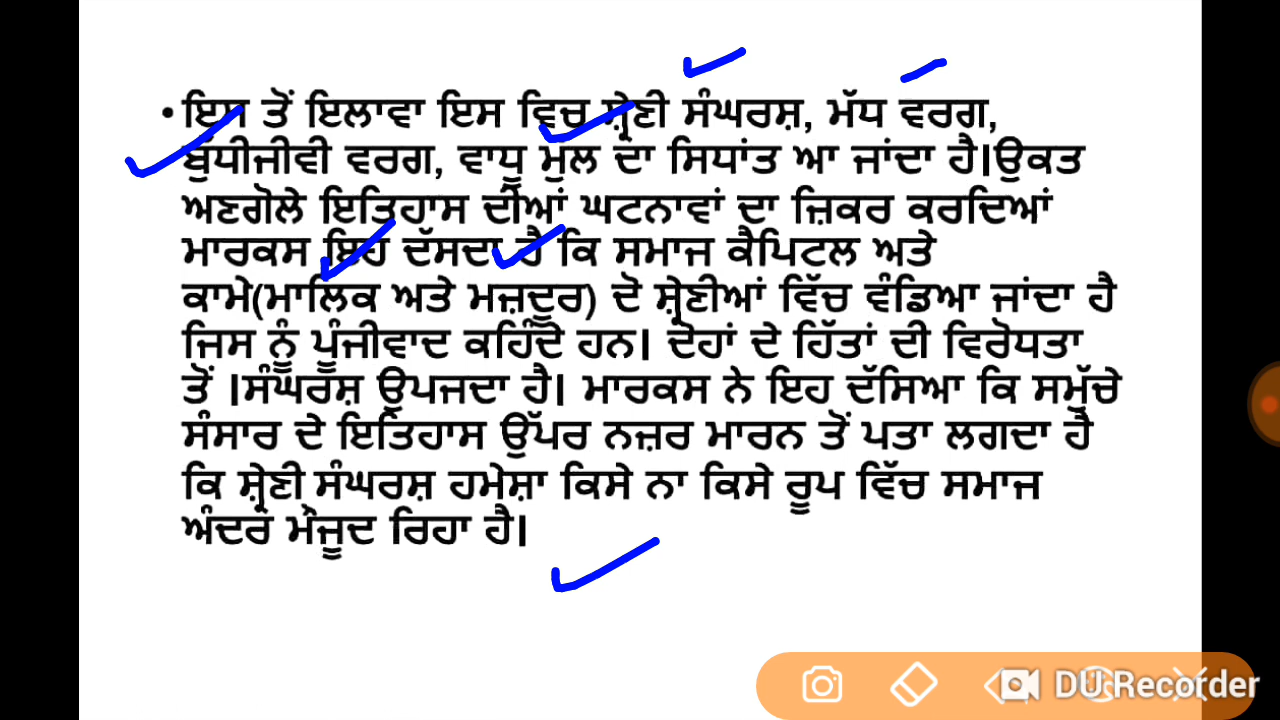 • ਇਸ ਤੋਂ ਇਲਾਵਾ ਇਸ ਵਿਚ ਸ਼੍ਰੇਣੀ ਸੰਘਰਸ਼, ਮੱਧ ਵਰਗ,
ਬੁੱਧੀਜੀਵੀ ਵਰਗ, ਵਾਧੂ ਮੁਲ ਦਾ ਸਿਧਾਂਤ ਆ ਜਾਂਦਾ ਹੈ।ਉਕਤ
ਅਣਗੋਲੇ ਇਤਿਹਾਸ ਦੀਆਂ ਘਟਨਾਵਾਂ ਦਾ ਜ਼ਿਕਰ ਕਰਦਿਆਂ
ਮਾਰਕਸ ਇਹ ਦੱਸਦਾ ਹੈ ਕਿ ਸਮਾਜ ਕੈਪਿਟਲ ਅਤੇ
ਕਾਮੇ(ਮਾਲਿਕ ਅਤੇ ਮਜ਼ਦੂਰ) ਦੋ ਸ਼੍ਰੇਣੀਆਂ ਵਿੱਚ ਵੰਡਿਆ ਜਾਂਦਾ ਹੈ
ਜਿਸ ਨੂੰ ਪੂੰਜੀਵਾਦ ਕਹਿੰਦੇ ਹਨ। ਦੋਹਾਂ ਦੇ ਹਿੱਤਾਂ ਦੀ ਵਿਰੋਧਤਾ
ਤੋਂ ।ਸੰਘਰਸ਼ ਉਪਜਦਾ ਹੈ। ਮਾਰਕਸ ਨੇ ਇਹ ਦੱਸਿਆ ਕਿ ਸਮੁੱਚੇ
ਸੰਸਾਰ ਦੇ ਇਤਿਹਾਸ ਉੱਪਰ ਨਜ਼ਰ ਮਾਰਨ ਤੋਂ ਪਤਾ ਲਗਦਾ ਹੈ
ਕਿ ਸ਼੍ਰੇਣੀ ਸੰਘਰਸ਼ ਹਮੇਸ਼ਾ ਕਿਸੇ ਨਾ ਕਿਸੇ ਰੂਪ ਵਿੱਚ ਸਮਾਜ
ਅੰਦਰ ਮੌਜੂਦ ਰਿਹਾ ਹੈ।
DU Recorder